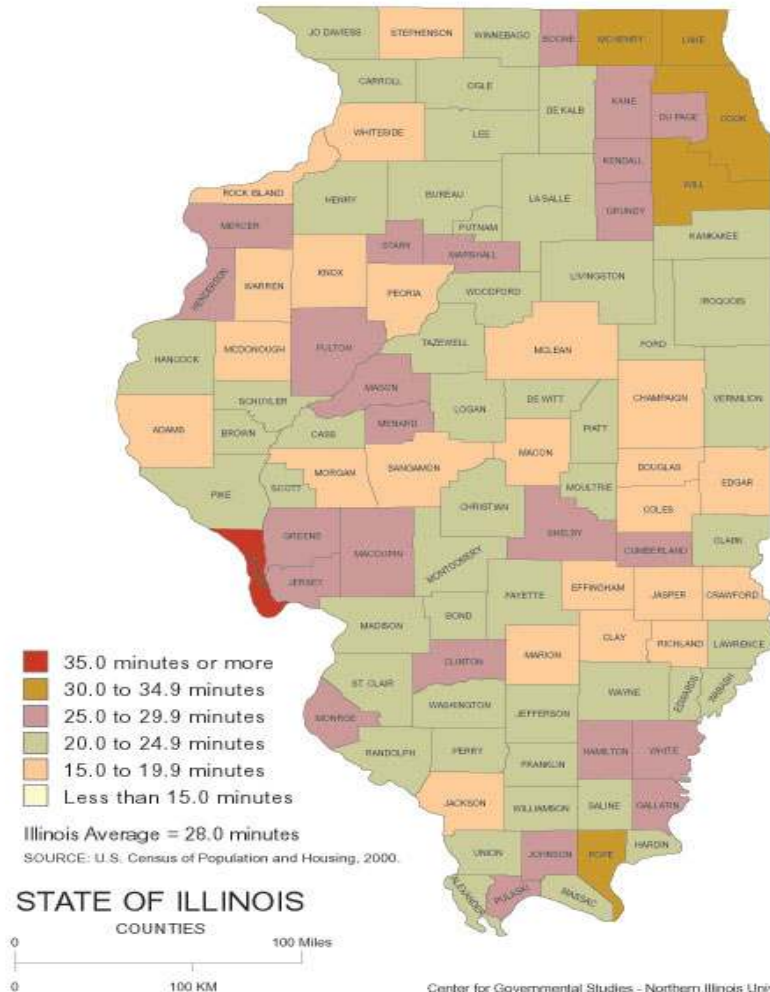 JO DAVIESS
STEPHENSON
WINNEBAGO
BOONE
MCHENRY
LAKE
CARROLL
OGLE
DE KALB
KANE
DU PAGE
COOK
WHITESIDE
LEE
KENDALL
ROCK ISLAND
HENRY
BUREAU
LA SALLE
GRUNDY
WILL
MERCER
PUTNAM
KANKAKEE
STARK
MARSHALL
HENDERSON
WARREN
KNOX
PEORIA
WOODFORD
LIVINGSTON
IROQUOIS
HANCOCK
MCDONOUGH
FULTON
TAZEWELL
MCLEAN
FORD
SCHUYLER
MASON
LOGAN
DE WITT
CHAMPAIGN
VERMILION
ADAMS
BROWN
CASS
MENARD
PIATT
MACON
PIKE
SCOTT
MORGAN
SANGAMON
MOULTRIE
DOUGLAS
EDGAR
CHRISTIAN
COLES
GREENE
MACOUPIN
SHELBY
CUMBERLAND
CLARK
JERSEY
MONTGOMERY
FAYETTE
EFFINGHAM
JASPER
CRAWFORD
MADISON
BOND
CLAY
RICHLAND
LAWRENCE
CLINTON
MARION
ST. CLAIR
WAYNE
EDWARDS
WABASH
MONROE
WASHINGTON
JEFFERSON
RANDOLPH
PERRY
FRANKLIN
HAMILTON
WHITE
JACKSON
WILLIAMSON
SALINE
GALLATIN
UNION
JOHNSON
POPE
HARDIN
ALEXANDER
PULASKI
MASSAC
35.0 minutes or more
30.0 to 34.9 minutes
25.0 to 29.9 minutes
20.0 to 24.9 minutes
15.0 to 19.9 minutes
Less than 15.0 minutes
Illinois Average = 28.0 minutes
SOURCE: U.S. Census of Population and Housing, 2000.
STATE OF ILLINOIS
COUNTIES
0 100 Miles
0 100 KM
Center for Governmental Studies - Northern Illinois Univ